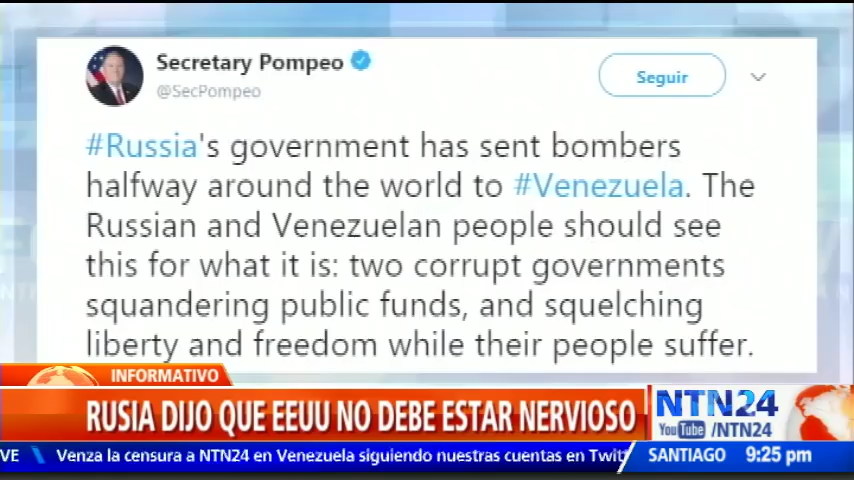 Secretary Pompeo
@SecPompeo
Seguir
#Russia's government has sent bombers
halfway around the world to #Venezuela. The
Russian and Venezuelan people should see
this for what it is: two corrupt governments
squandering public funds, and squelching
liberty and freedom while their people suffer.
INFORMATIVO
RUSIA DIJO QUE EEUU NO DEBE ESTAR NERVIOSO
NTN24
YouTube /NTN24
VE \ Venza la censura a NTN24 en Venezuela siguiendo nuestras cuentas en Twitt
SANTIAGO 9:25 pm